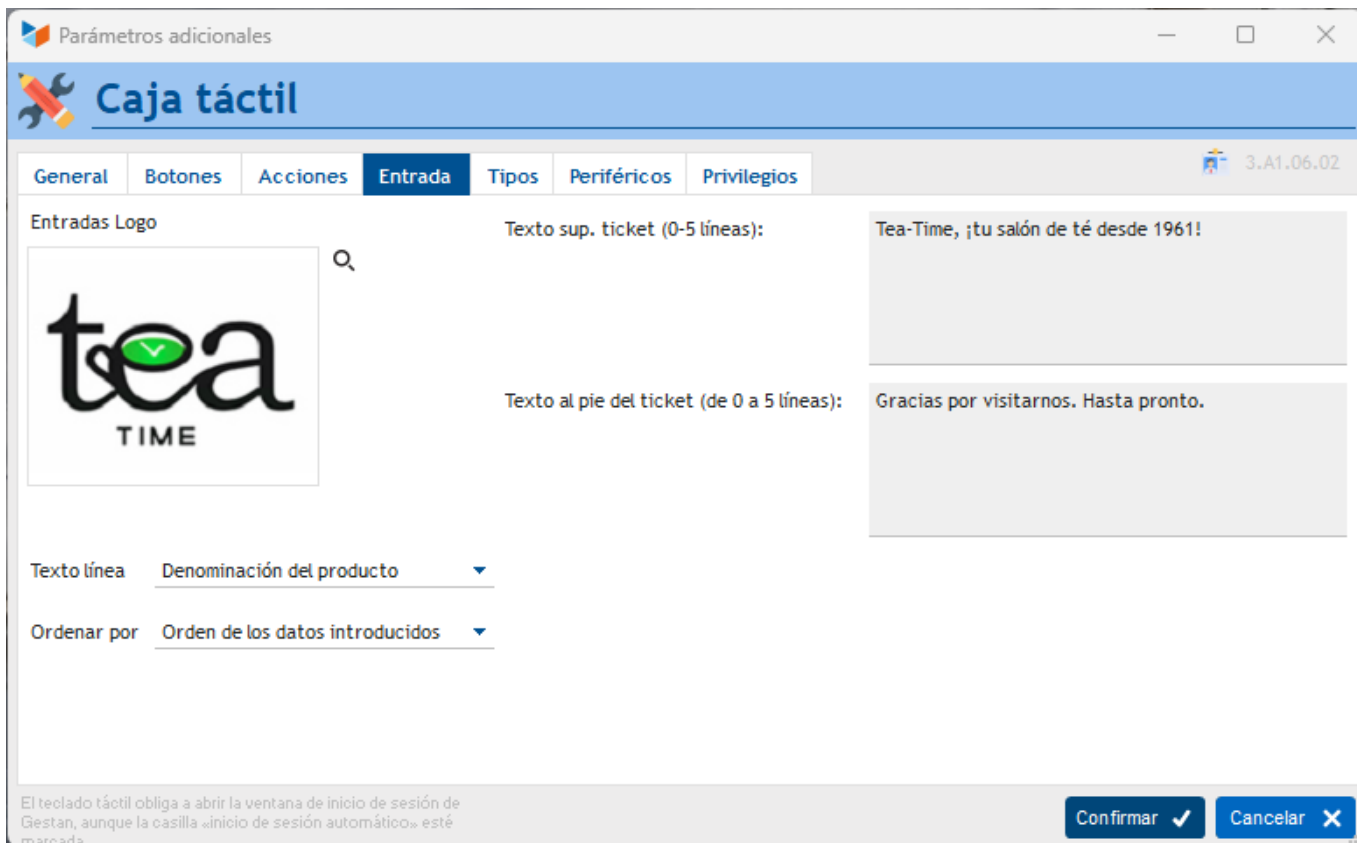 Parámetros adicionales
Caja táctil
General Botones Acciones Entrada Tipos Periféricos Privilegios
3.A1.06.02
Entradas Logo
tea
TIME
Texto sup. ticket (0-5 líneas):
Tea-Time, ¡tu salón de té desde 1961!
Texto al pie del ticket (de 0 a 5 líneas):
Gracias por visitarnos. Hasta pronto.
Texto línea Denominación del producto
Ordenar por Orden de los datos introducidos
El teclado táctil obliga a abrir la ventana de inicio de sesión de
Gestan, aunque la casilla «inicio de sesión automático» esté
marcada
Confirmar Cancelar